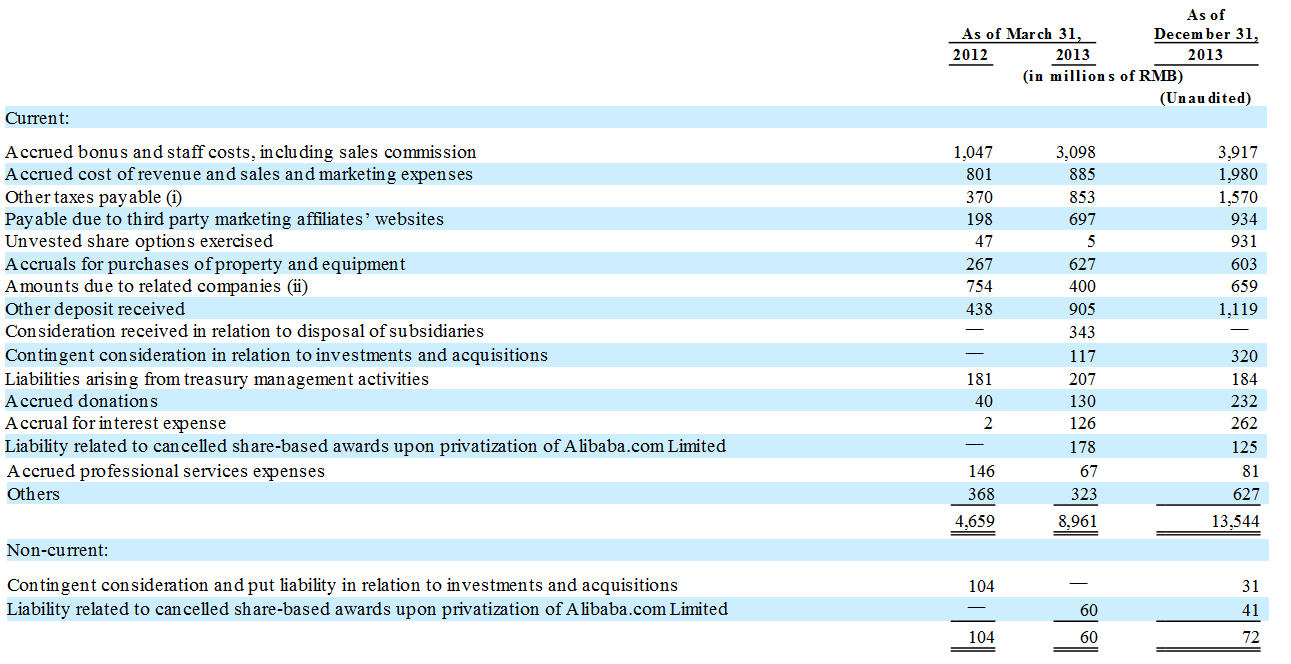 As of
As of March 31, December 31,
2012 2013 2013
(in millions of RMB)
(Unaudited)
Current:
Accrued bonus and staff costs, including sales commission 1,047 3,098 3,917
Accrued cost of revenue and sales and marketing expenses 801 885 1,980
Other taxes payable (i) 370 853 1,570
Payable due to third party marketing affiliates’ websites 198 697 934
Unvested share options exercised 47 5 931
Accruals for purchases of property and equipment 267 627 603
Amounts due to related companies (ii) 754 400 659
Other deposit received 438 905 1,119
Consideration received in relation to disposal of subsidiaries — 343 —
Contingent consideration in relation to investments and acquisitions — 117 320
Liabilities arising from treasury management activities 181 207 184
Accrued donations 40 130 232
Accrual for interest expense 2 126 262
Liability related to cancelled share-based awards upon privatization of Alibaba.com Limited — 178 125
Accrued professional services expenses 146 67 81
Others 368 323 627
4,659 8,961 13,544
Non-current:
Contingent consideration and put liability in relation to investments and acquisitions 104 — 31
Liability related to cancelled share-based awards upon privatization of Alibaba.com Limited — 60 41
104 60 72